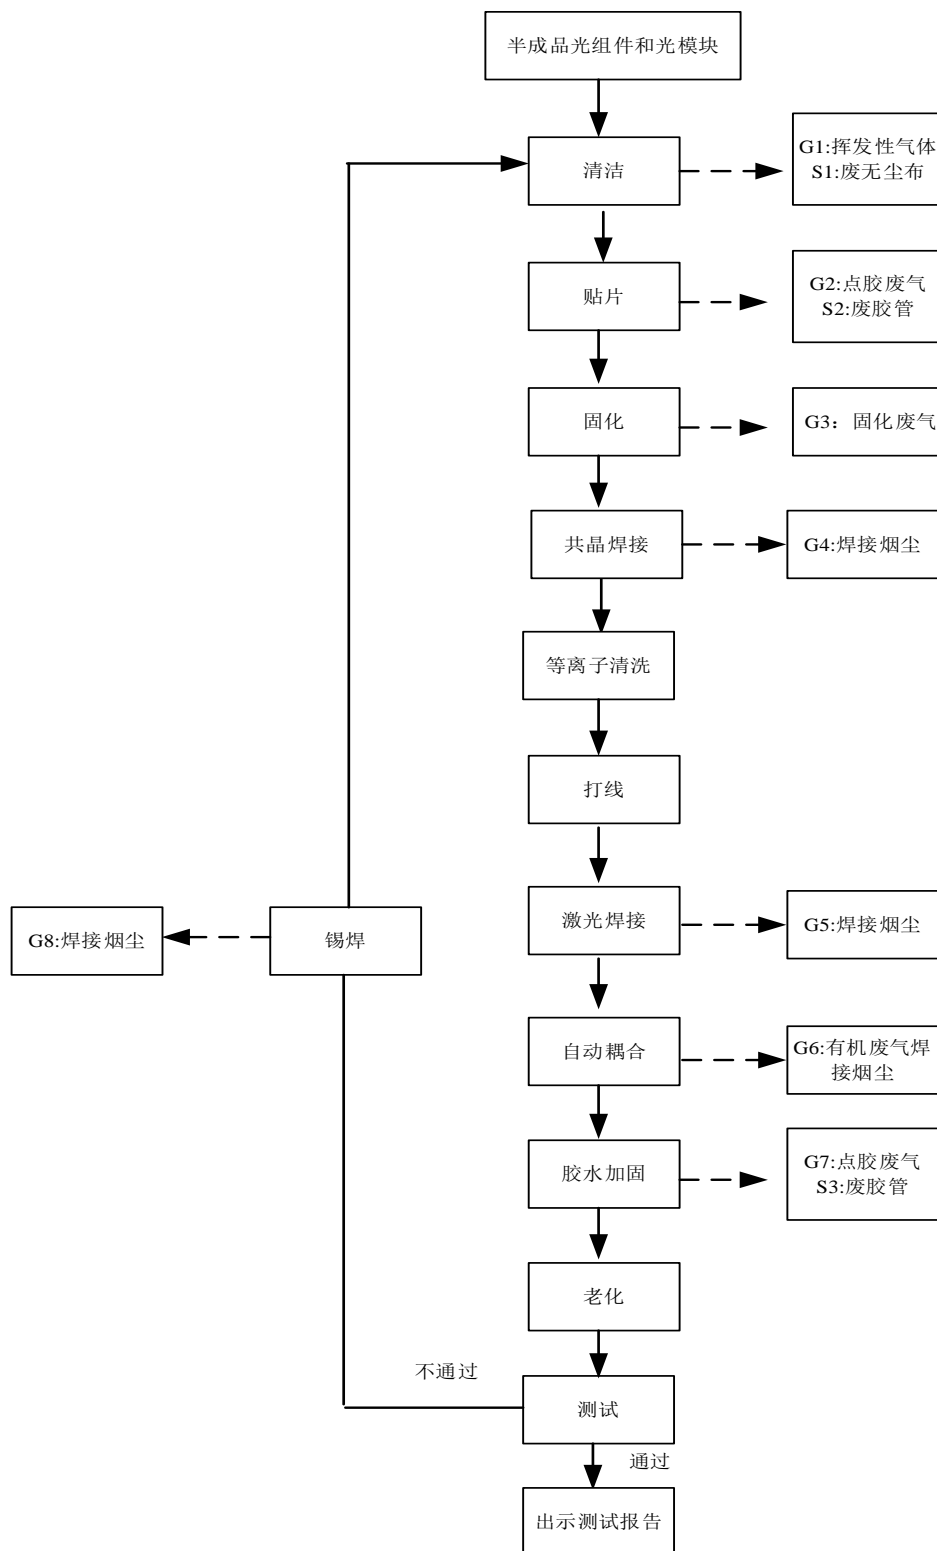 半成品光组件和光模块
清洁
G1:挥发性气体
S1:废无尘布
贴片
G2:点胶废气
S2:废胶管
固化
G3：固化废气
共晶焊接
G4:焊接烟尘
等离子清洗
打线
激光焊接
G5:焊接烟尘
G8:焊接烟尘
锡焊
自动耦合
G6:有机废气焊
接烟尘
胶水加固
G7:点胶废气
S3:废胶管
老化
不通过
测试
通过
出示测试报告